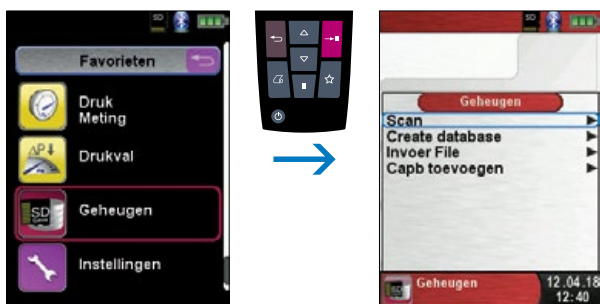 SD
Favorieten
Druk
Meting
ΔP↓
Drukval
SD
Geheugen
Instellingen
SD
Geheugen
Scan
Create database
Invoer File
Capb toevoegen
Geheugen
12.04.18
12:40